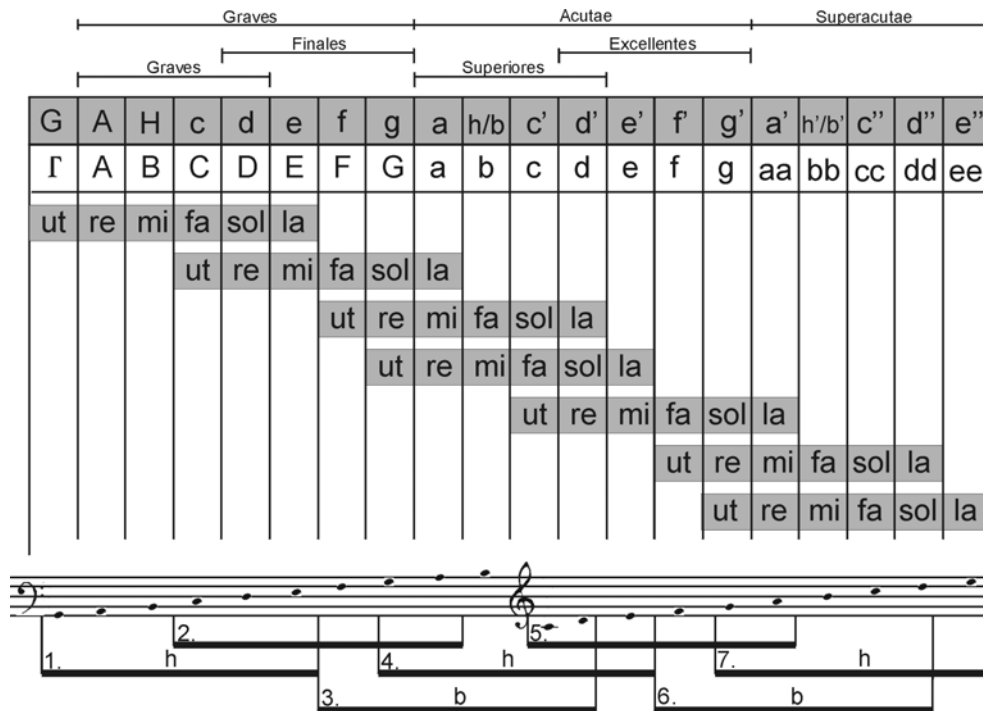 Graves Acutae Superacutae
Finales Excellentes
Graves Superiores
G A H c d e f g a h/b c’ d’ e’ f’ g’ a’ h’/b’ c’’ d’’ e’’
Γ A B C D E F G a b c d e f g aa bb cc dd ee
ut re mi fa sol la
ut re mi fa sol la
ut re mi fa sol la
ut re mi fa sol la
ut re mi fa sol la
ut re mi fa sol la
ut re mi fa sol la
2. 5.
1. h 4. h 7. h
3. b 6. b